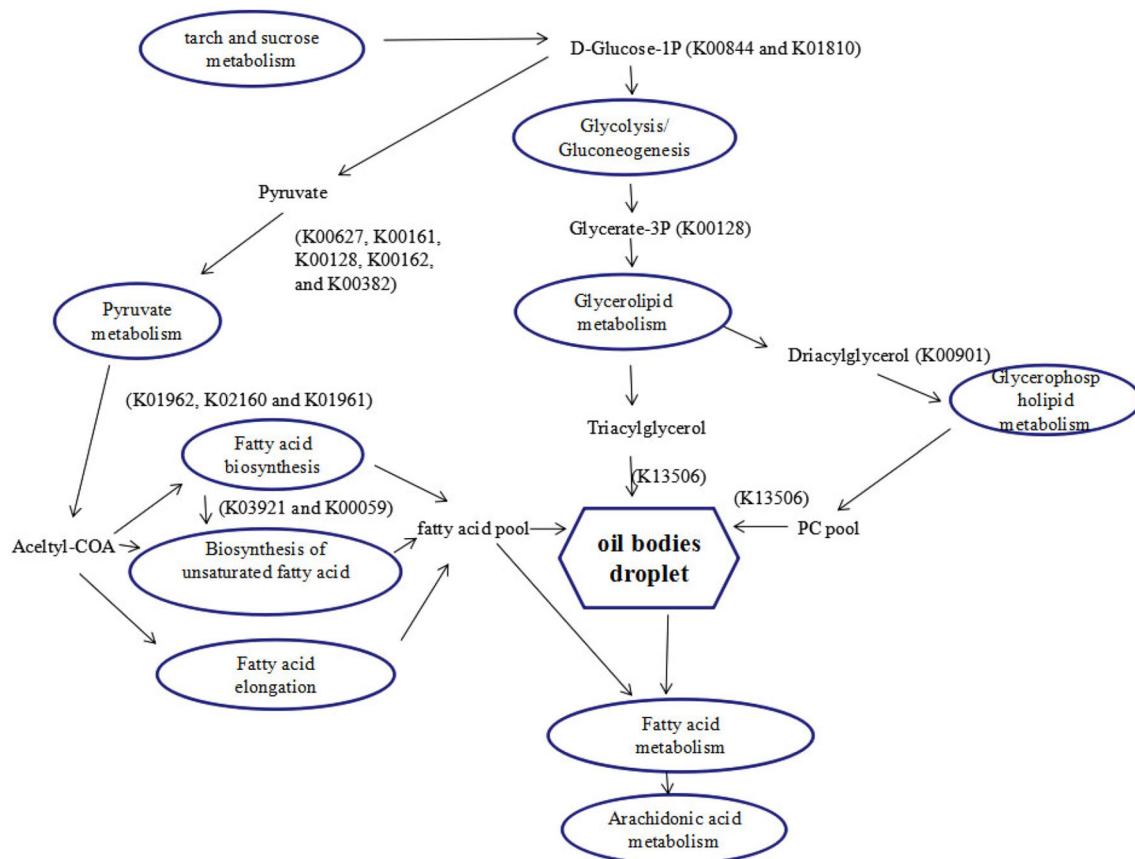 tarch and sucrose
metabolism
D-Glucose-1P (K00844 and K01810)
Glycolysis/
Gluconeogenesis
Pyruvate
Glycerate-3P (K00128)
(K00627, K00161,
K00128, K00162,
and K00382)
Glycerolipid
metabolism
Pyruvate
metabolism
Driacylglycerol (K00901)
Glycerophosp
holipid
metabolism
(K01962, K02160 and K01961)
Fatty acid
biosynthesis
Triacylglycerol
(K13506)
(K13506)
(K03921 and K00059)
Aceltyl-COA
Biosynthesis of
unsaturated fatty acid
fatty acid pool
oil bodies
droplet
PC pool
Fatty acid
elongation
Fatty acid
metabolism
Arachidonic acid
metabolism